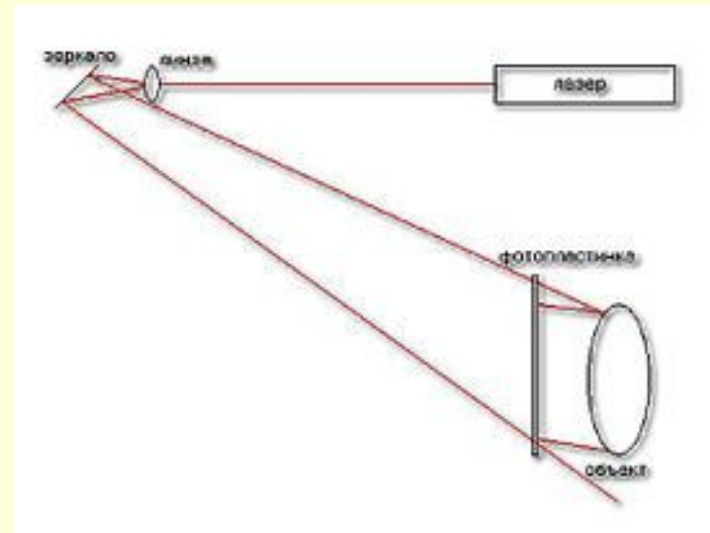 зеркало
линза
лазер
фотопластинка
объект